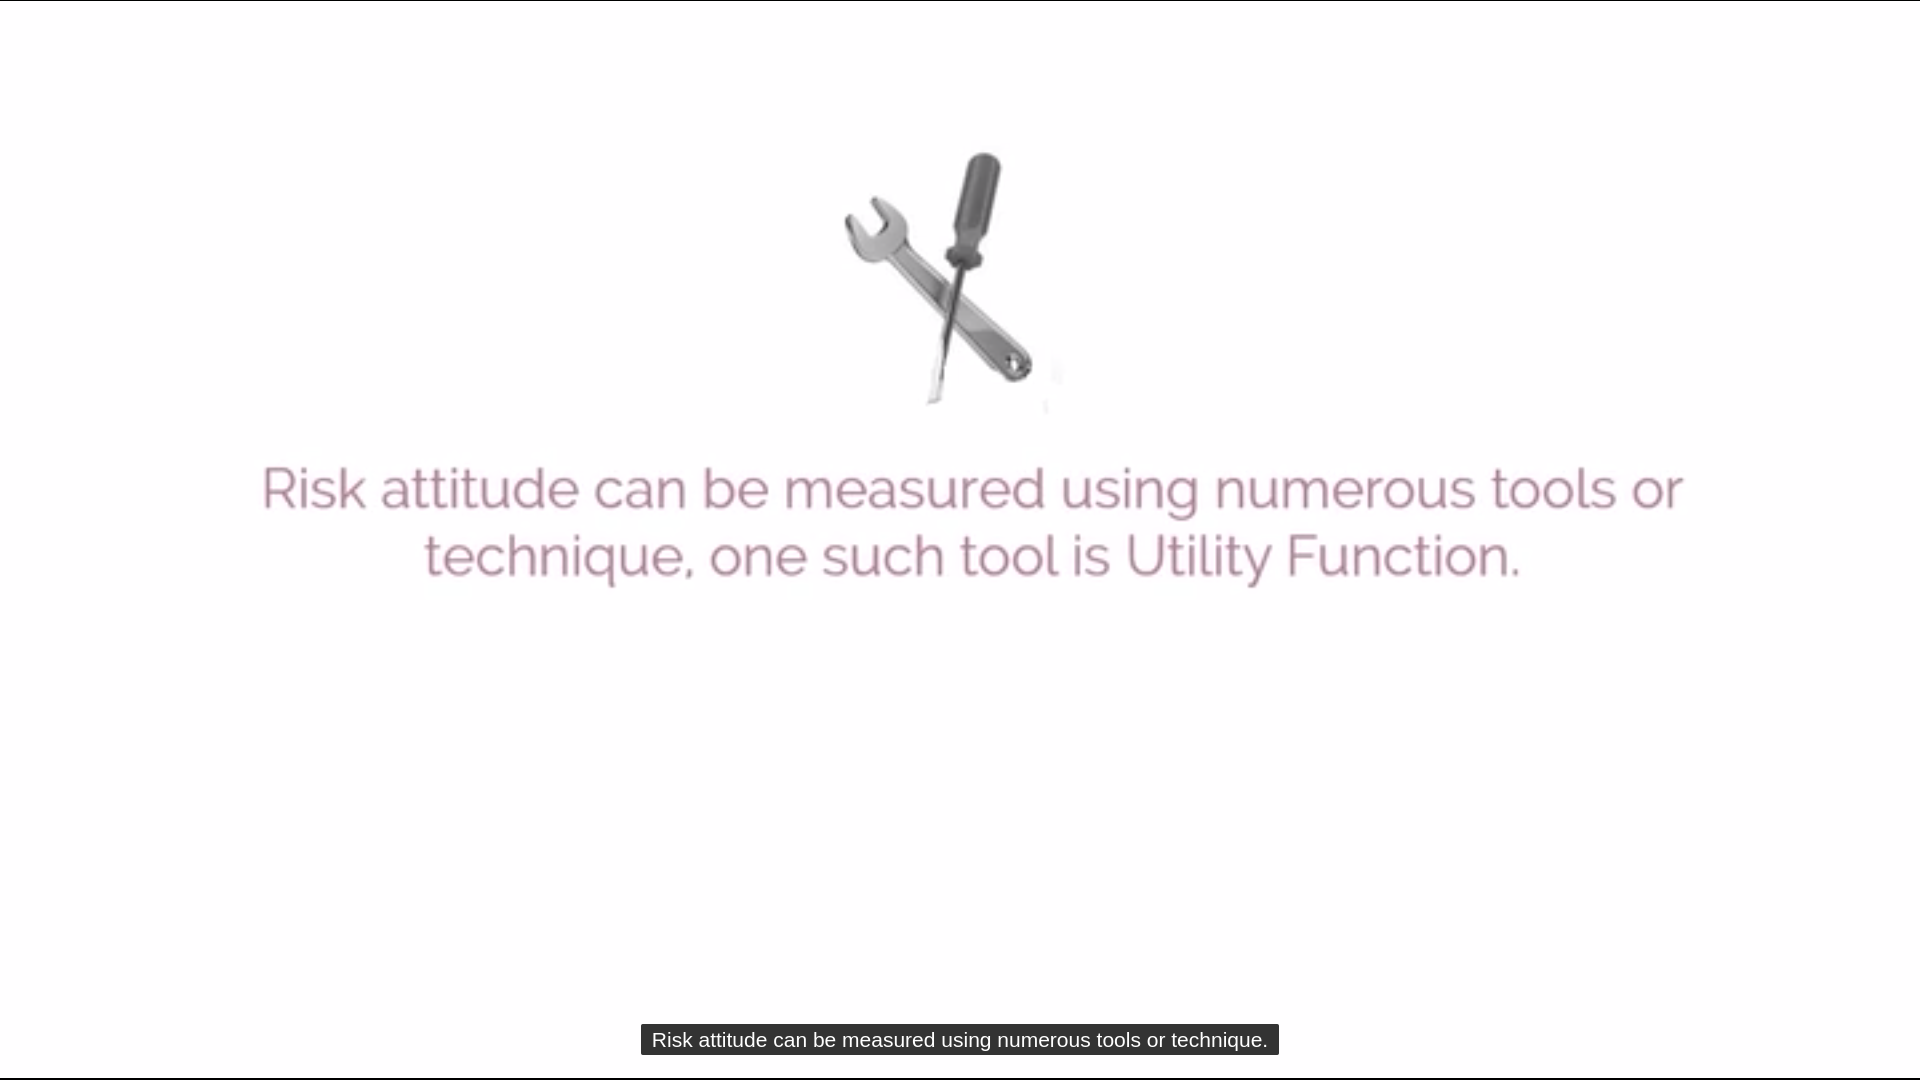 Risk attitude can be measured using numerous tools or
technique, one such tool is Utility Function.
Risk attitude can be measured using numerous tools or technique.